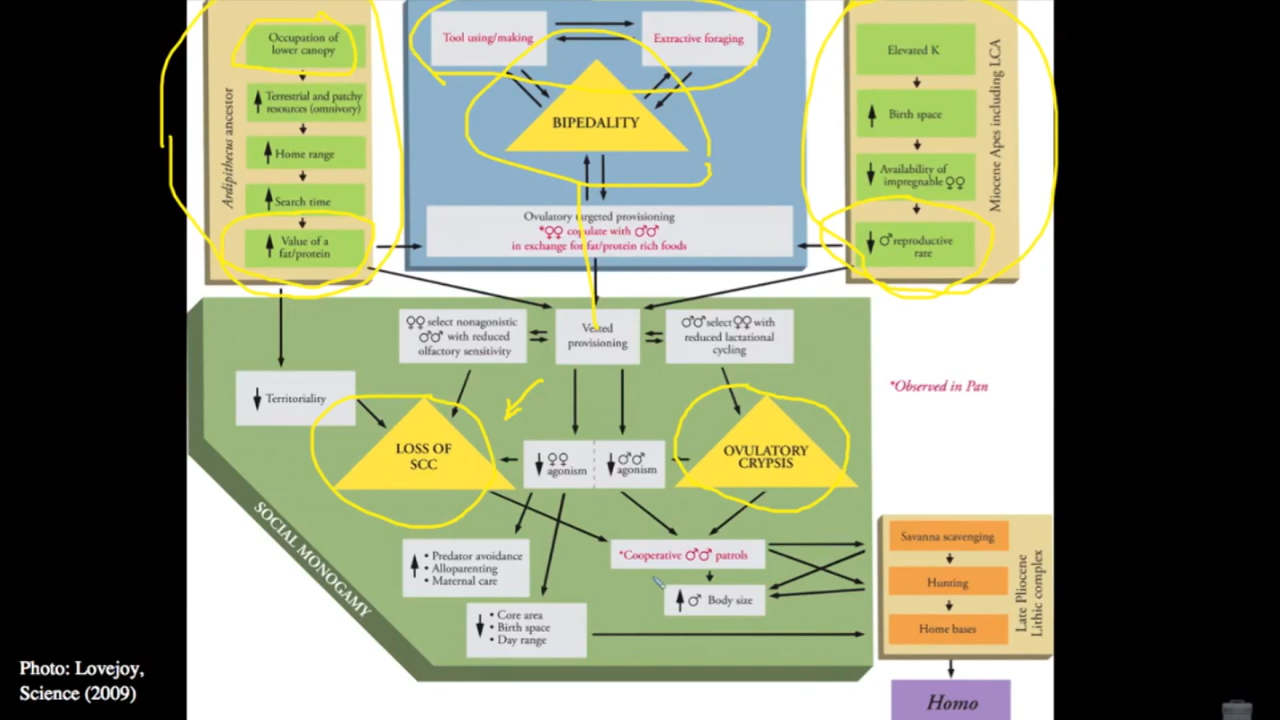 Occupation of
lower canopy
Terrestrial and patchy
resources (omnivory)
Home range
Search time
Value of a
fat/protein
Ardipithecus ancestor
Tool using/making
Extractive foraging
BIPEDALITY
Ovulatory targeted provisioning
*♀♀ copulate with ♂♂
in exchange for fat/protein rich foods
Elevated K
Birth space
Availability of
impregnable ♀♀
♂ reproductive
rate
Miocene Apes including LCA
♀♀ select nonagonistic
♂♂ with reduced
olfactory sensitivity
Vested
provisioning
♂♂ select ♀♀ with
reduced lactational
cycling
*Observed in Pan
Territoriality
LOSS OF
SCC
♀♀
agonism
♂♂
agonism
OVULATORY
CRYPSIS
SOCIAL MONOGAMY
• Predator avoidance
• Alloparenting
• Maternal care
*Cooperative ♂♂ patrols
♂ Body size
• Core area
• Birth space
• Day range
Savanna scavenging
Hunting
Home bases
Late Pliocene
Lithic complex
Homo
Photo: Lovejoy,
Science (2009)